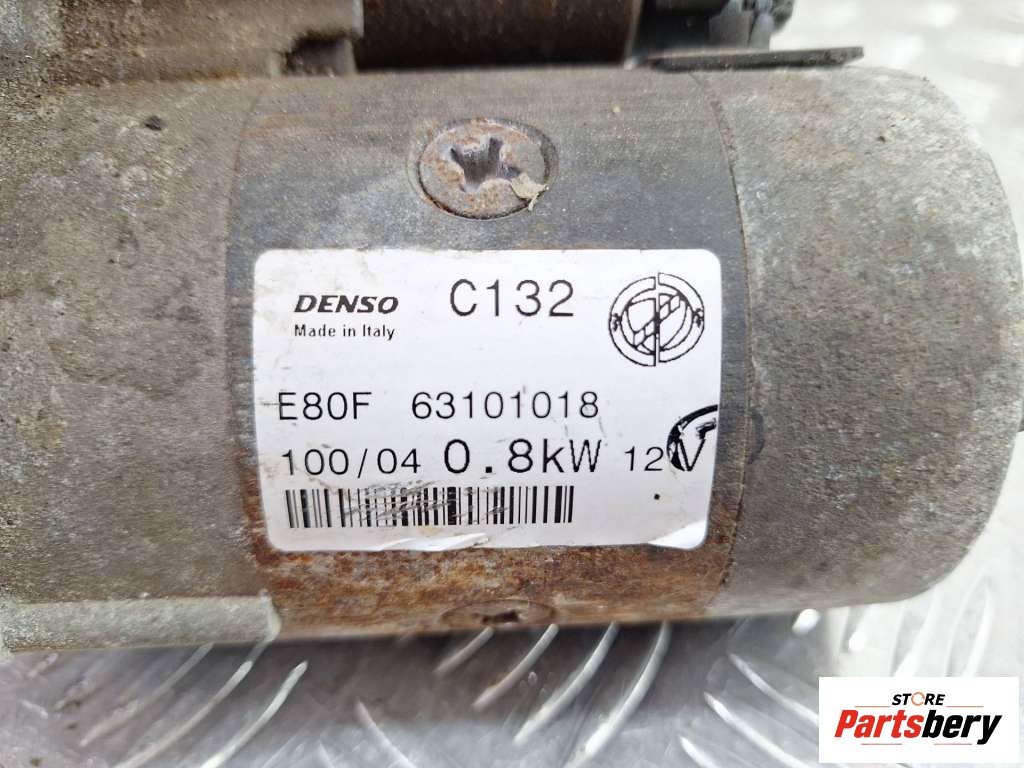 DENSO C132
Made in Italy
E80F 63101018
100/04 0.8kW 12V
STORE
Partsbery